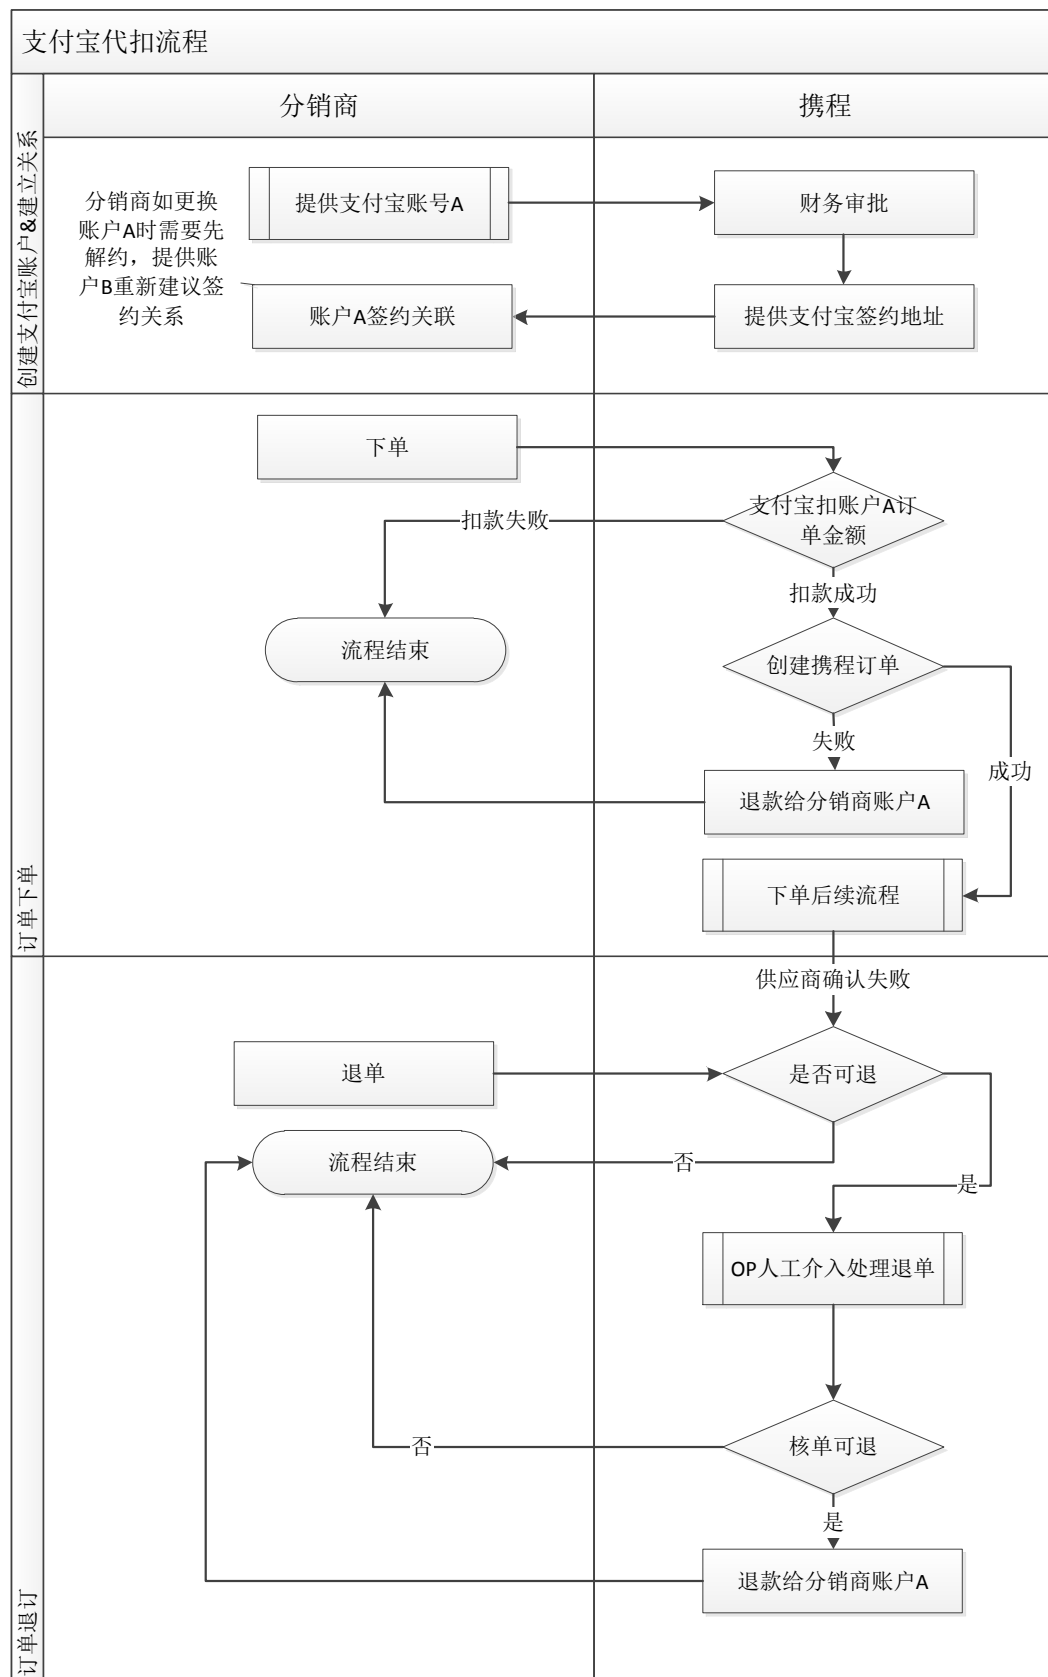 支付宝代扣流程
分销商
携程
创建支付宝账户&建立关系
提供支付宝账号A
财务审批
分销商如更换
账户A时需要先
解约，提供账
户B重新建议签
约关系
账户A签约关联
提供支付宝签约地址
订单下单
下单
支付宝扣账户A订
单金额
扣款失败
扣款成功
流程结束
创建携程订单
失败
成功
退款给分销商账户A
下单后续流程
订单退订
供应商确认失败
退单
是否可退
流程结束
否
是
OP人工介入处理退单
核单可退
否
是
退款给分销商账户A